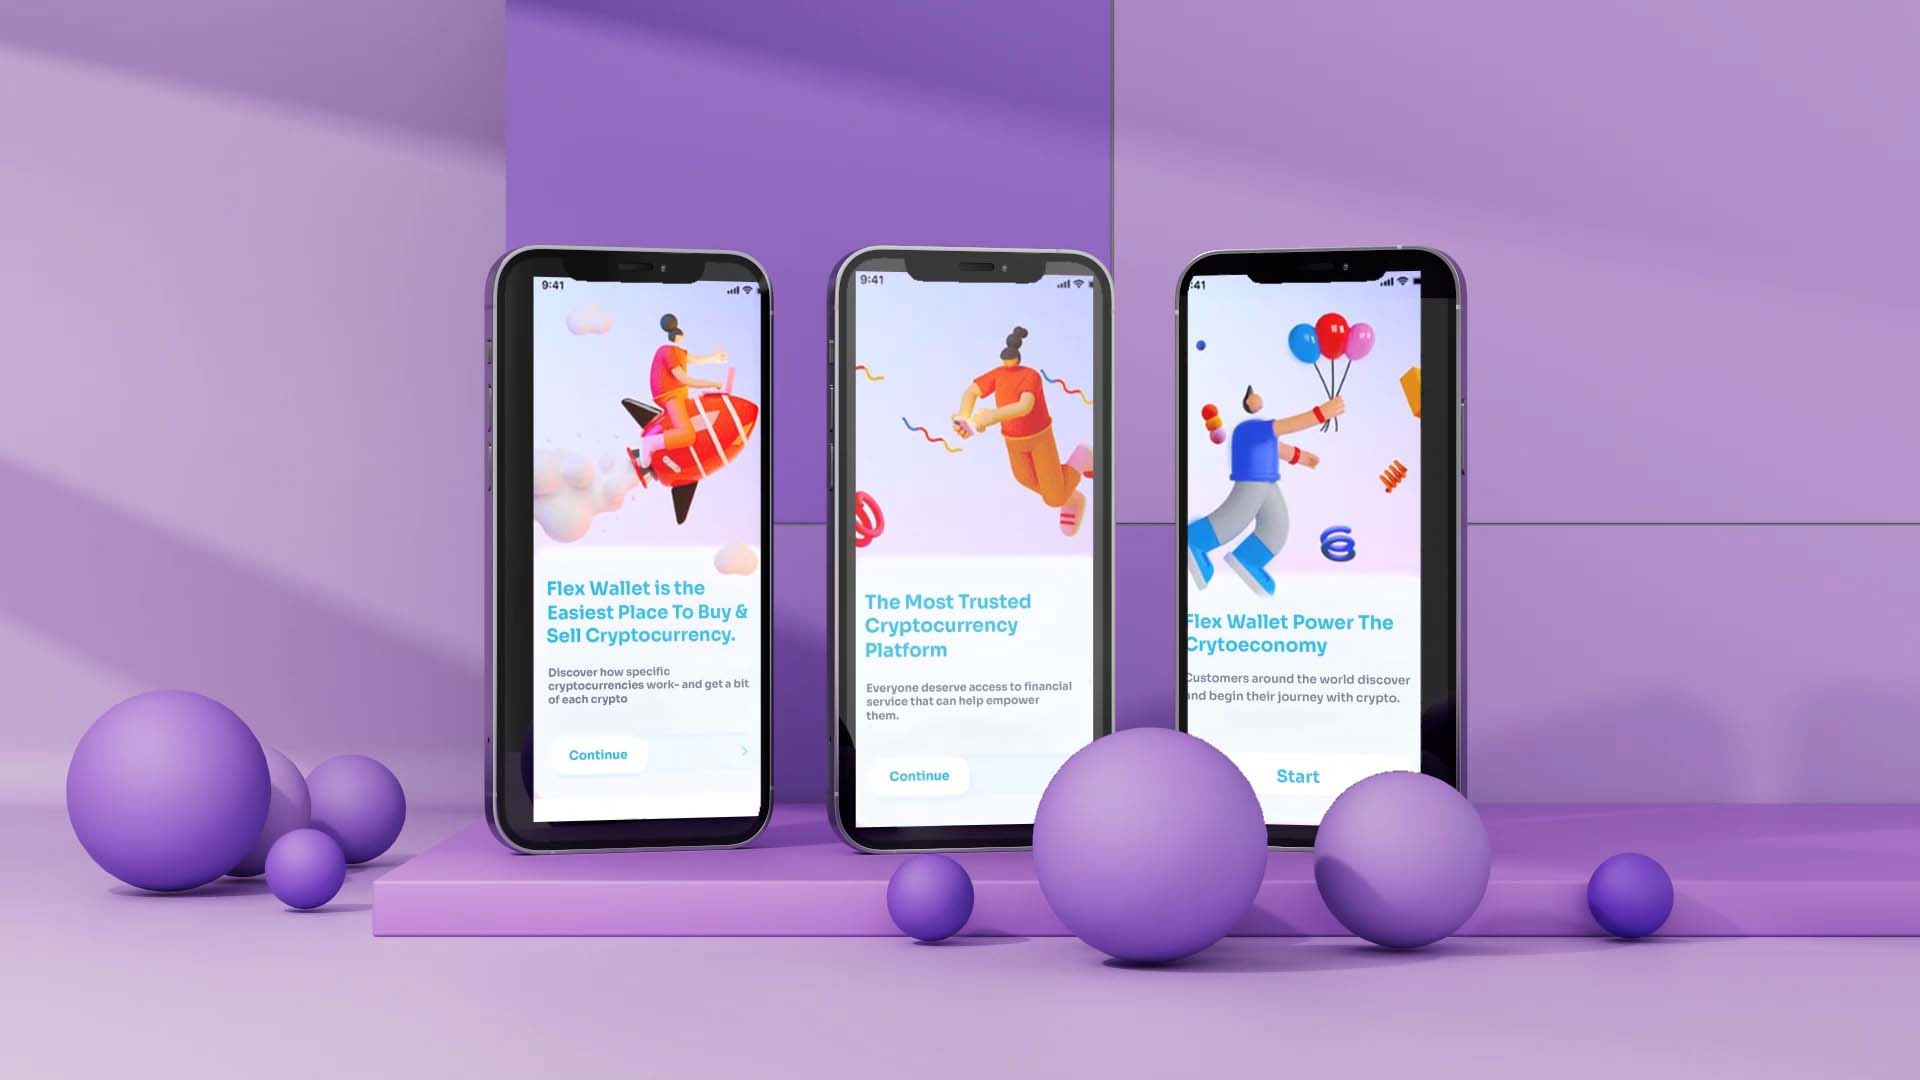 9:41
Flex Wallet is the
Easiest Place To Buy &
Sell Cryptocurrency.
Discover how specific
cryptocurrencies work- and get a bit
of each crypto
Continue
9:41
The Most Trusted
Cryptocurrency
Platform
Everyone deserve access to financial
service that can help empower
them.
Continue
:41
Flex Wallet Power The
Crytoeconomy
Customers around the world discover
and begin their journey with crypto.
Start